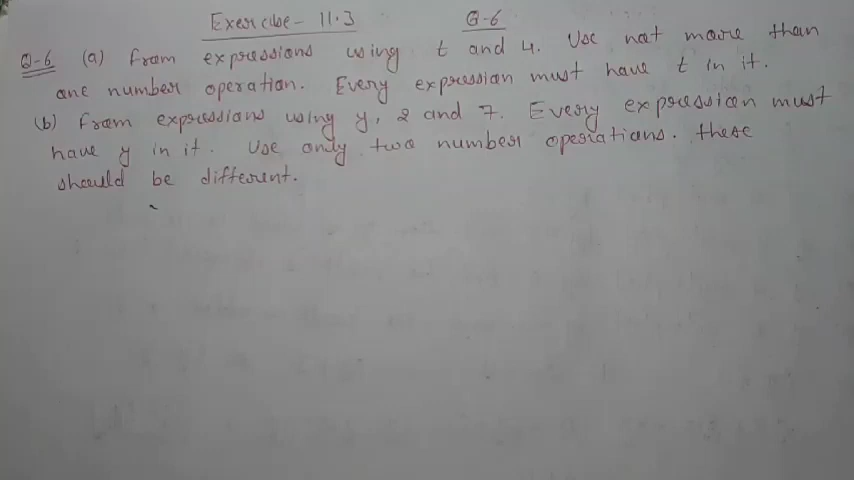 Exercise - 11.3 Q-6
Q-6 (a) from expressions using t and 4. Use not more than
one number operation. Every expression must have t in it.
(b) from expressions using y, 2 and 7. Every expression must
have y in it. Use only two number operations. these
should be different.